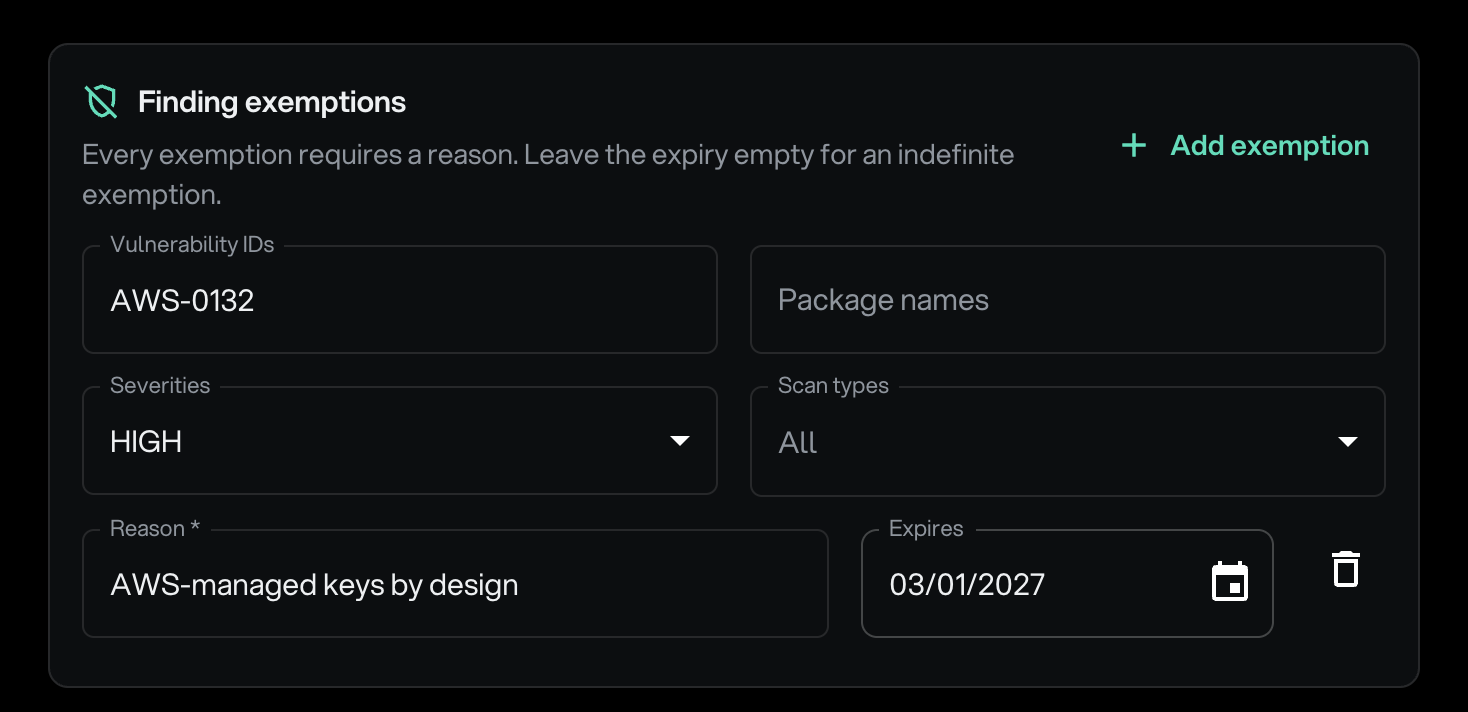 Finding exemptions
Every exemption requires a reason. Leave the expiry empty for an indefinite
exemption.
Add exemption
Vulnerability IDs
AWS-0132
Package names
Severities
HIGH
Scan types
All
Reason *
AWS-managed keys by design
Expires
03/01/2027